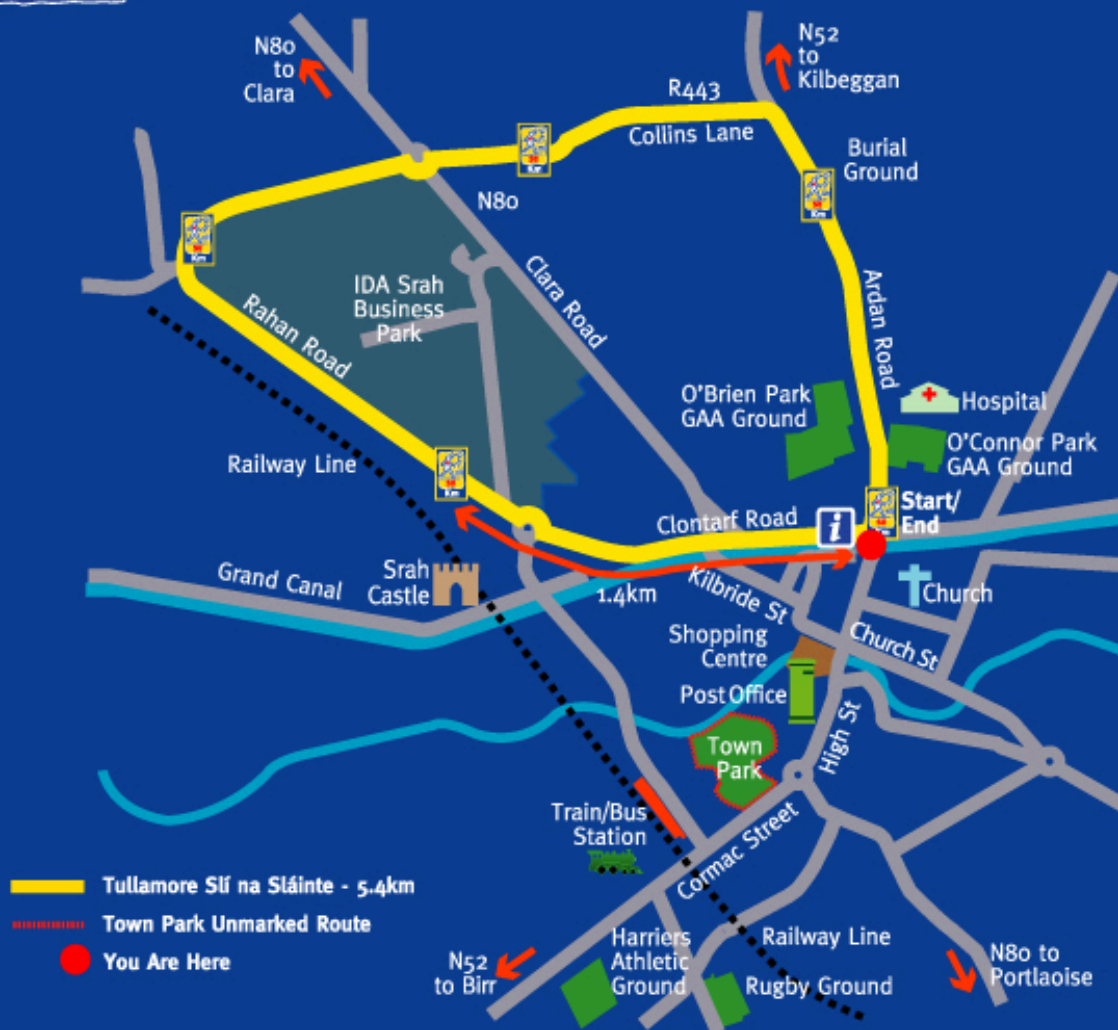 N80
to
Clara
N52
to
Kilbeggan
R443
Collins Lane
Burial
Ground
Km
N80
Km
IDA Srah
Business
Park
Clara Road
Rahan Road
Ardan Road
O'Brien Park
GAA Ground
Hospital
O'Connor Park
GAA Ground
Railway Line
Km
Start/
End
Clontarf Road
i
Km
Grand Canal
Srah
Castle
1.4km
Kilbride St
Church
Shopping
Centre
Church St
Post Office
High St
Town
Park
Train/Bus
Station
Cormac Street
Tullamore Slí na Sláinte - 5.4km
Town Park Unmarked Route
You Are Here
N52
to Birr
Harriers
Athletic
Ground
Railway Line
Rugby Ground
N80 to
Portlaoise